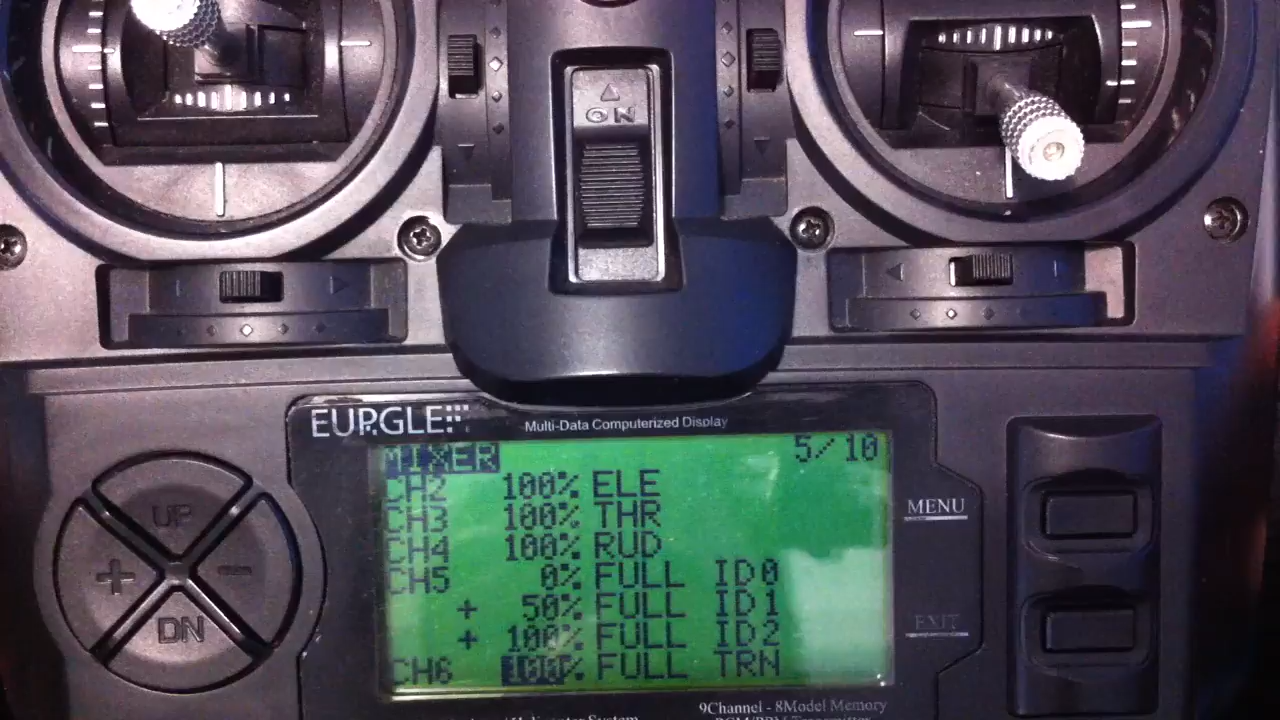 ON
EURGLE
Multi-Data Computerized Display
MIXER 5/10
CH2 100% ELE
CH3 100% THR
CH4 100% RUD
CH5 0% FULL ID0
+ 50% FULL ID1
+ 100% FULL ID2
CH6 100% FULL TRN
UP
+ -
DN
MENU
EXIT
9Channel - 8Model Memory